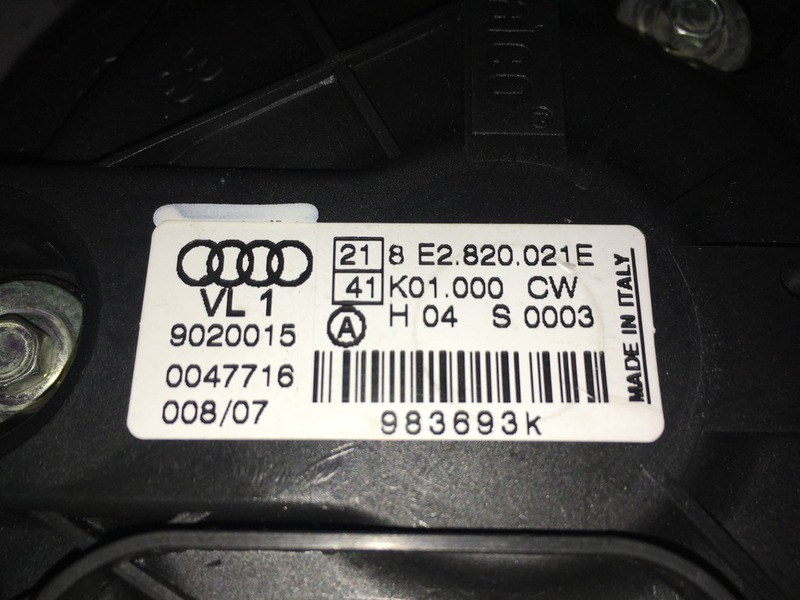 VL 1
9020015
0047716
008/07
21 8 E2.820.021E
41 K01.000 CW
A H 04 S 0003
983693k
MADE IN ITALY